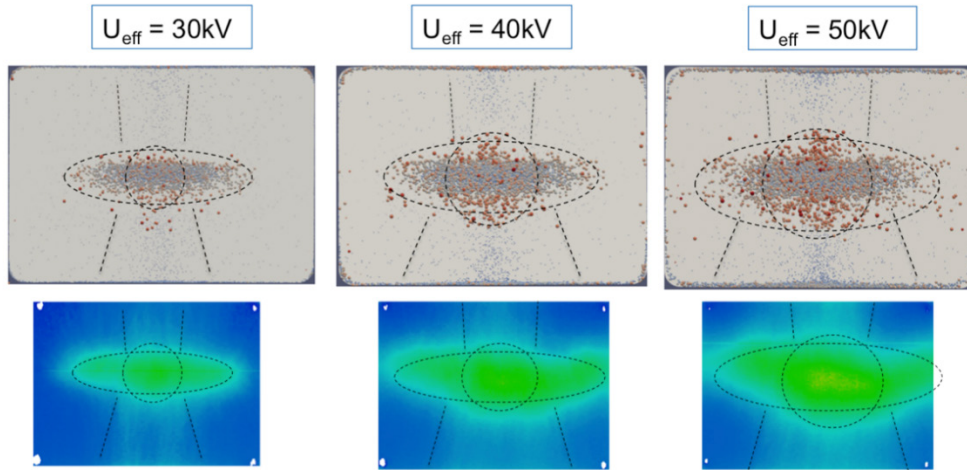 U_eff = 30kV
U_eff = 40kV
U_eff = 50kV